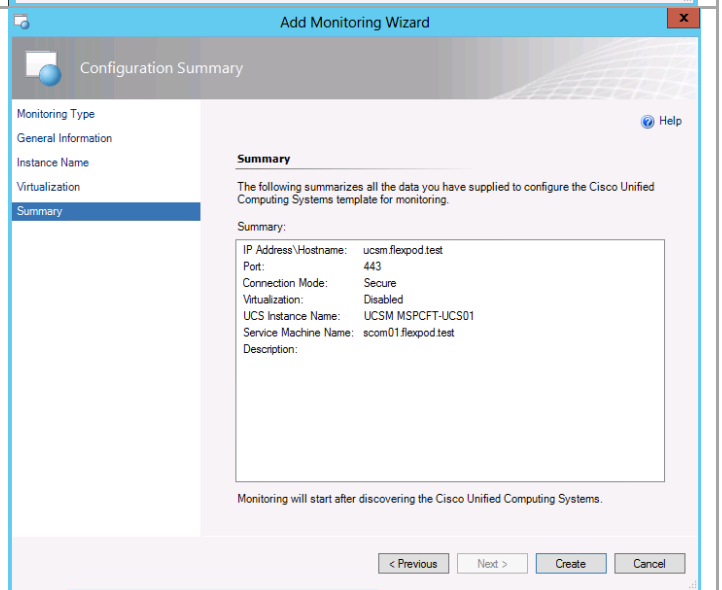 Add Monitoring Wizard
x
Configuration Summary
Monitoring Type
General Information
Instance Name
Virtualization
Summary
Help
Summary
The following summarizes all the data you have supplied to configure the Cisco Unified
Computing Systems template for monitoring.
Summary:
IP Address\Hostname: ucsm.flexpod.test
Port: 443
Connection Mode: Secure
Virtualization: Disabled
UCS Instance Name: UCSM MSPCFT-UCS01
Service Machine Name: scom01.flexpod.test
Description:
Monitoring will start after discovering the Cisco Unified Computing Systems.
< Previous
Next >
Create
Cancel